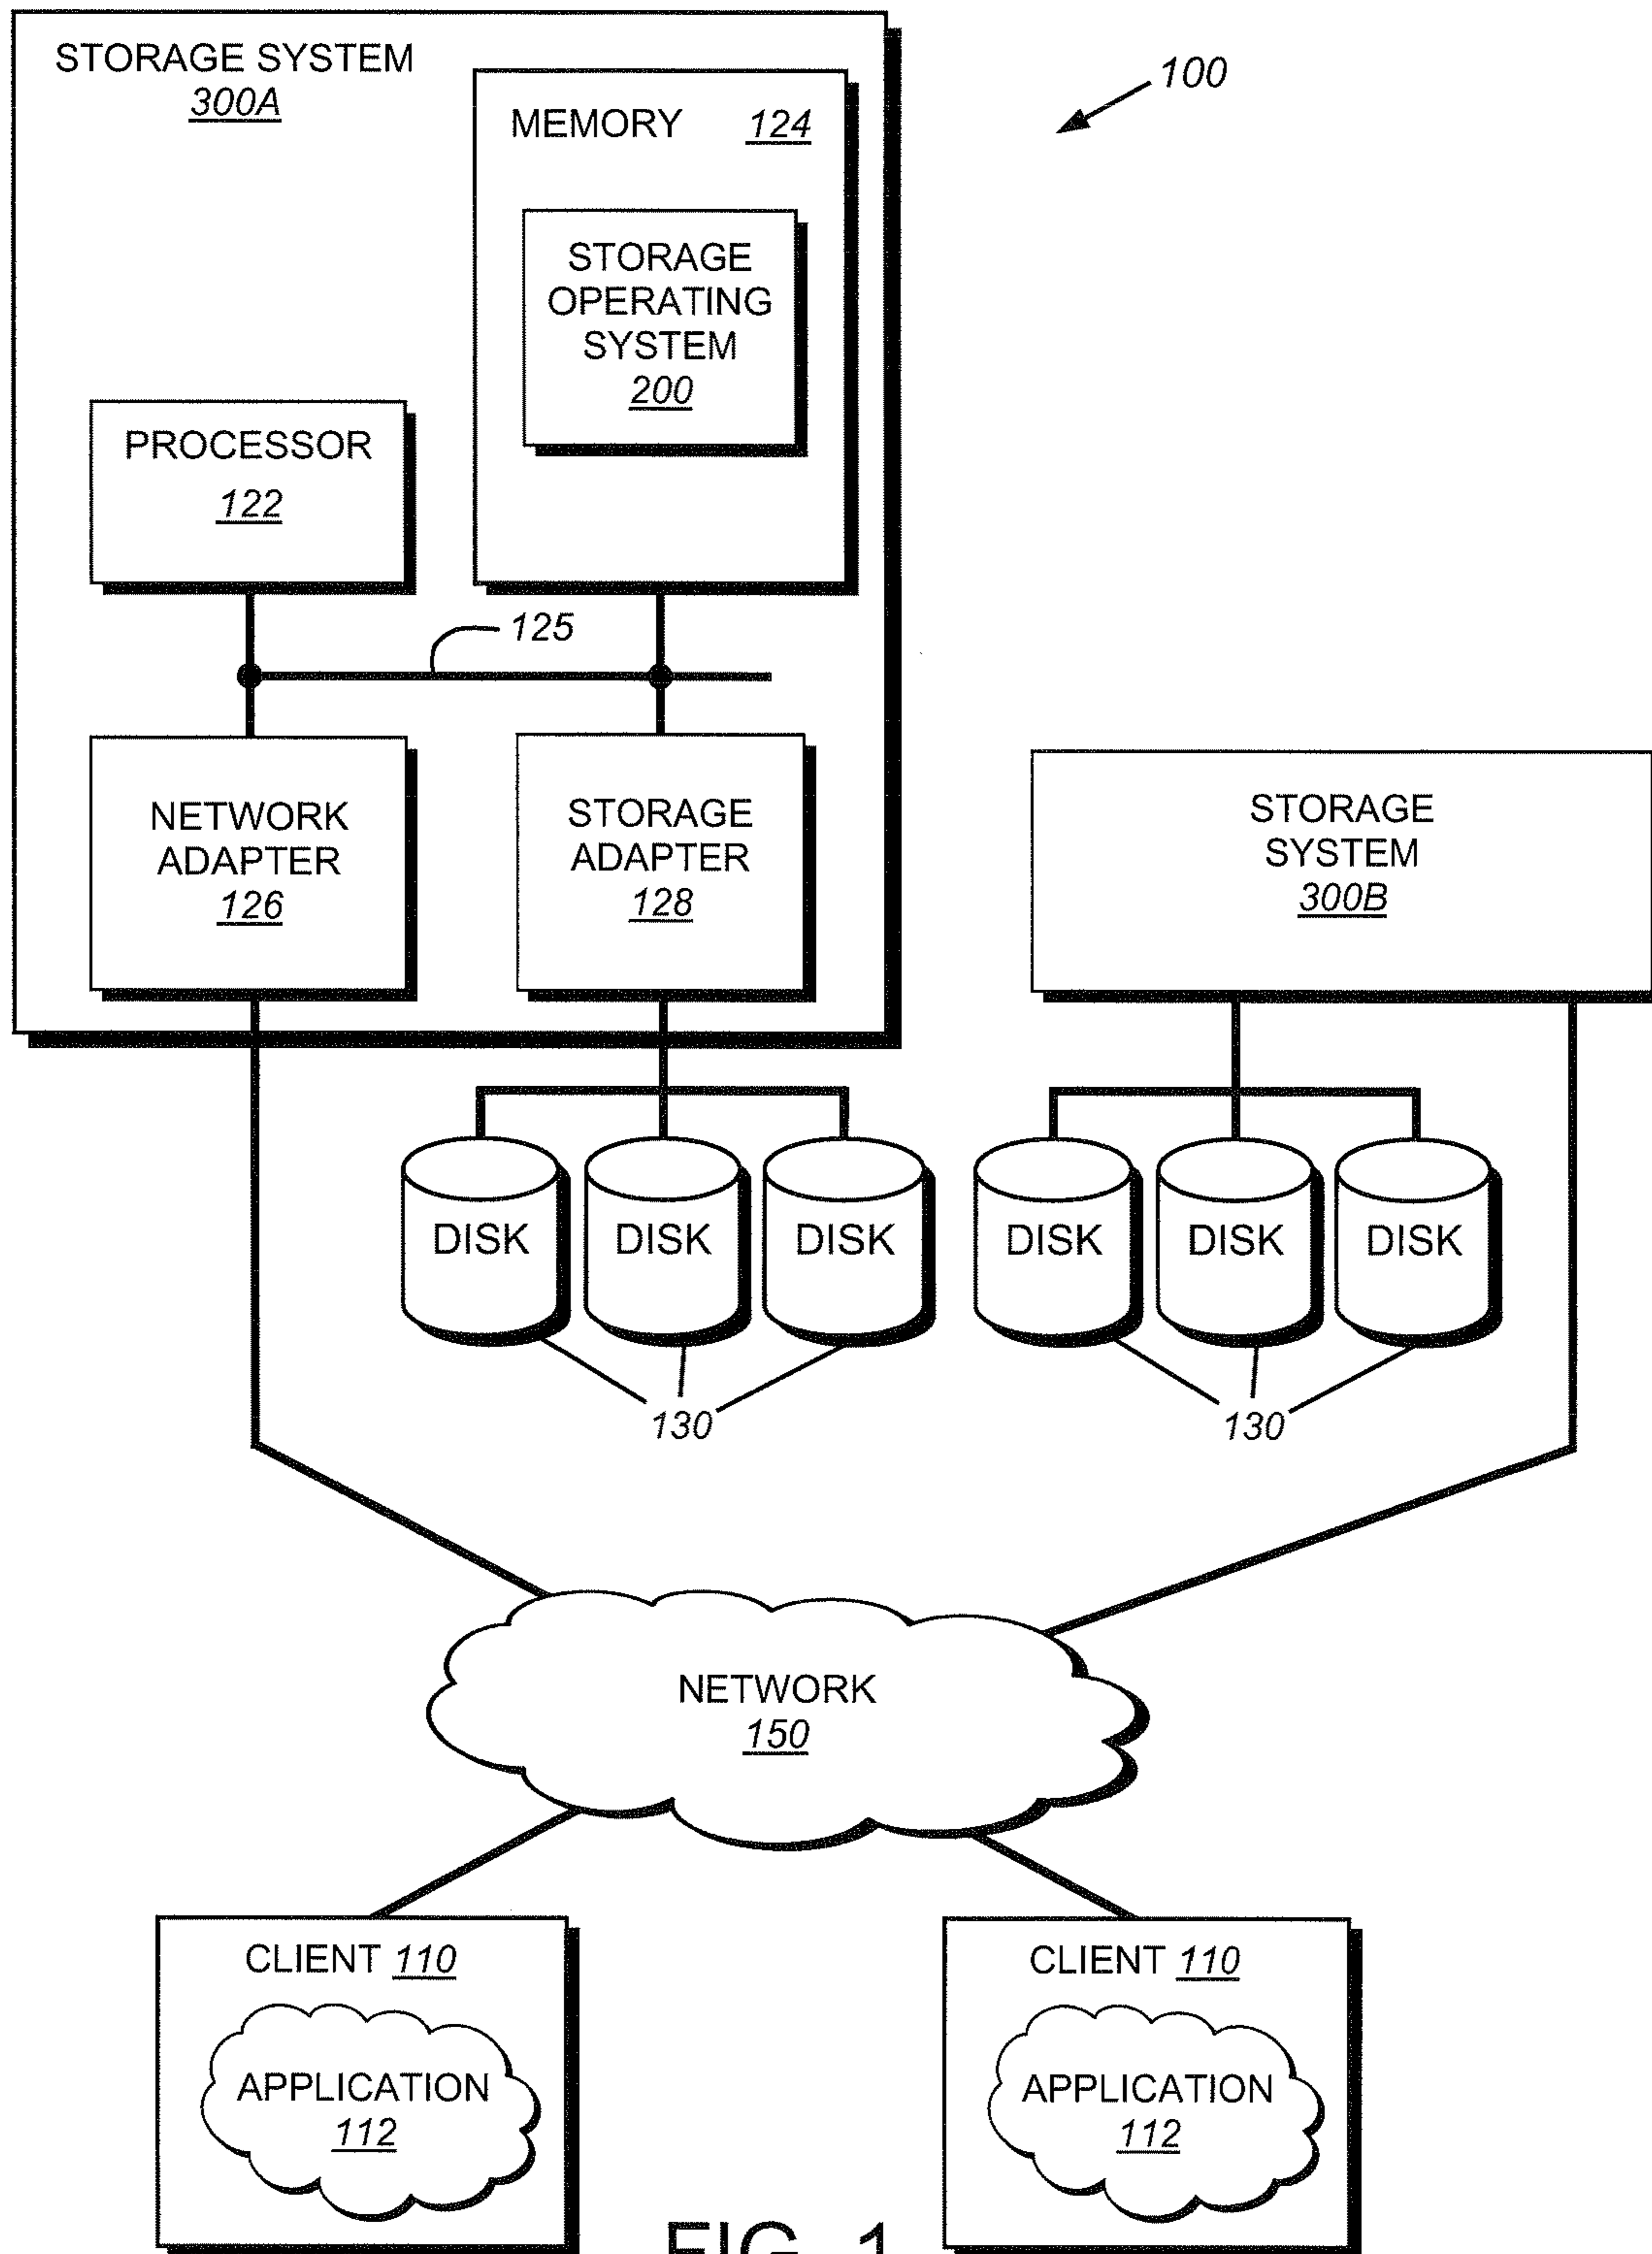 STORAGE SYSTEM
300A
100
MEMORY 124
STORAGE
OPERATING
SYSTEM
200
PROCESSOR
122
125
NETWORK
ADAPTER
126
STORAGE
ADAPTER
128
STORAGE
SYSTEM
300B
DISK DISK DISK DISK DISK DISK
130 130
NETWORK
150
CLIENT 110
APPLICATION
112
CLIENT 110
APPLICATION
112
FIG. 1